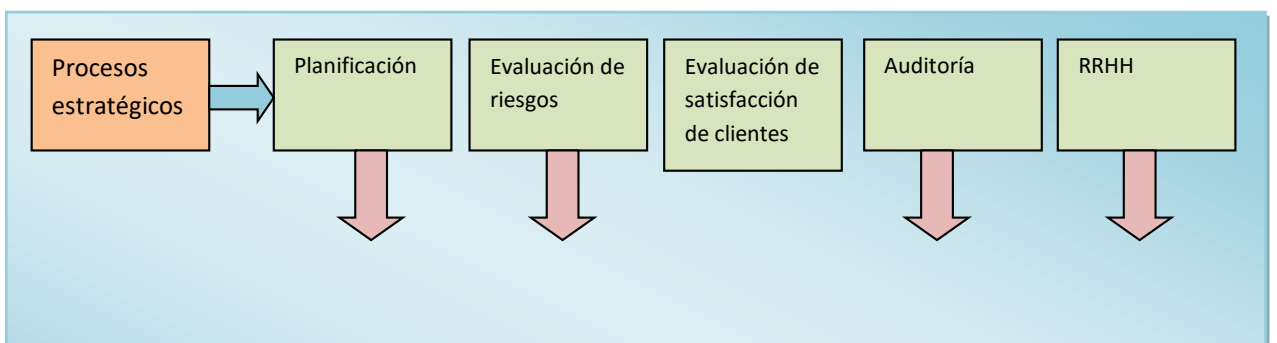 Procesos
estratégicos
Planificación
Evaluación de
riesgos
Evaluación de
satisfacción
de clientes
Auditoría
RRHH